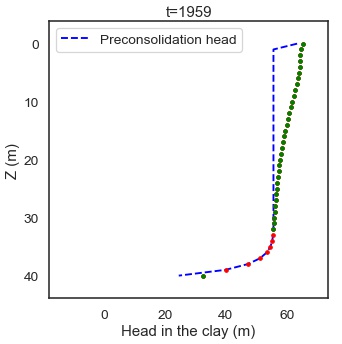 t=1959
Preconsolidation head
0
10
20
30
40
Z (m)
0 20 40 60
Head in the clay (m)